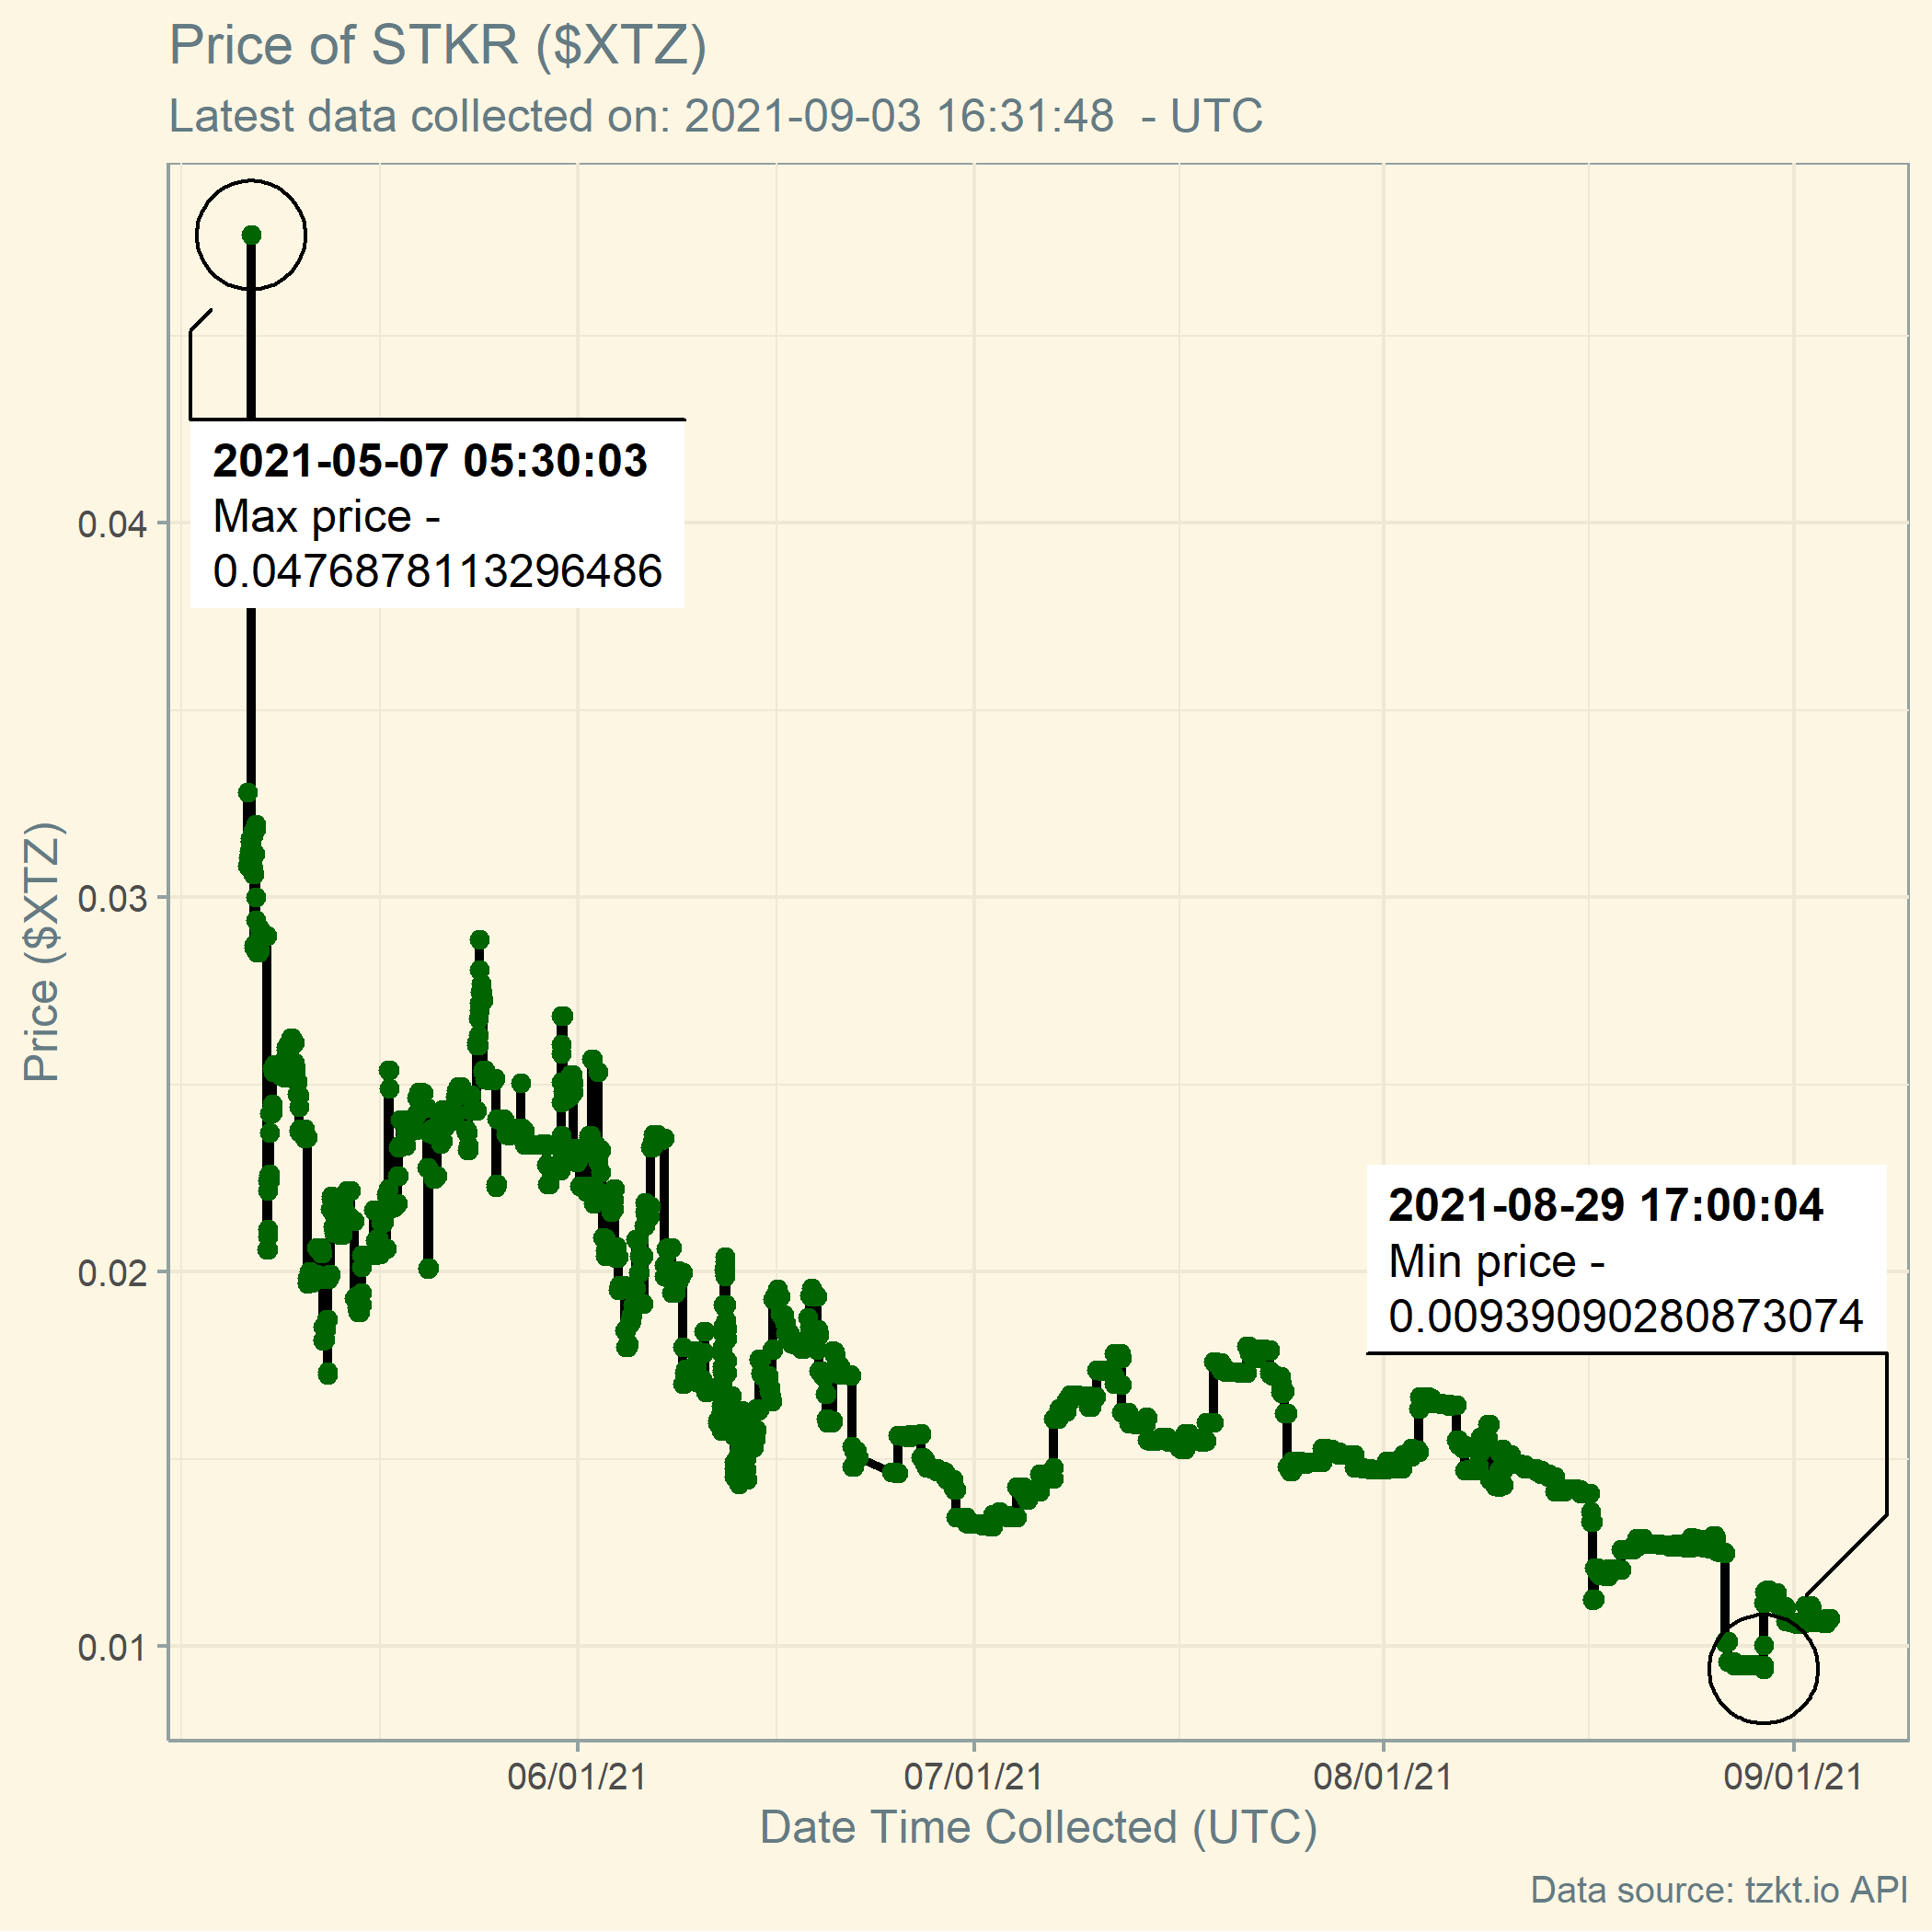 Price of STKR ($XTZ)
Latest data collected on: 2021-09-03 16:31:48  - UTC
2021-05-07 05:30:03
Max price -
0.0476878113296486
0.04
0.03
0.02
0.01
Price ($XTZ)
2021-08-29 17:00:04
Min price -
0.00939090280873074
06/01/21
07/01/21
08/01/21
09/01/21
Date Time Collected (UTC)
Data source: tzkt.io API